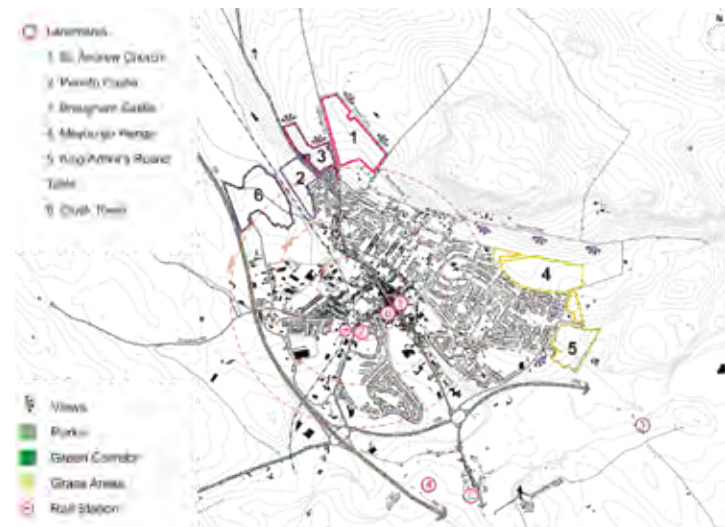 Landmarks
1 St. Andrew Church
2 Penrith Castle
3 Brougham Castle
4 Mayburgh Henge
5 King Arthur's Round
Table
6 Clock Tower
Views
Parks
Green Corridor
Grass Areas
Rail Station
1
3
2
6
4
5